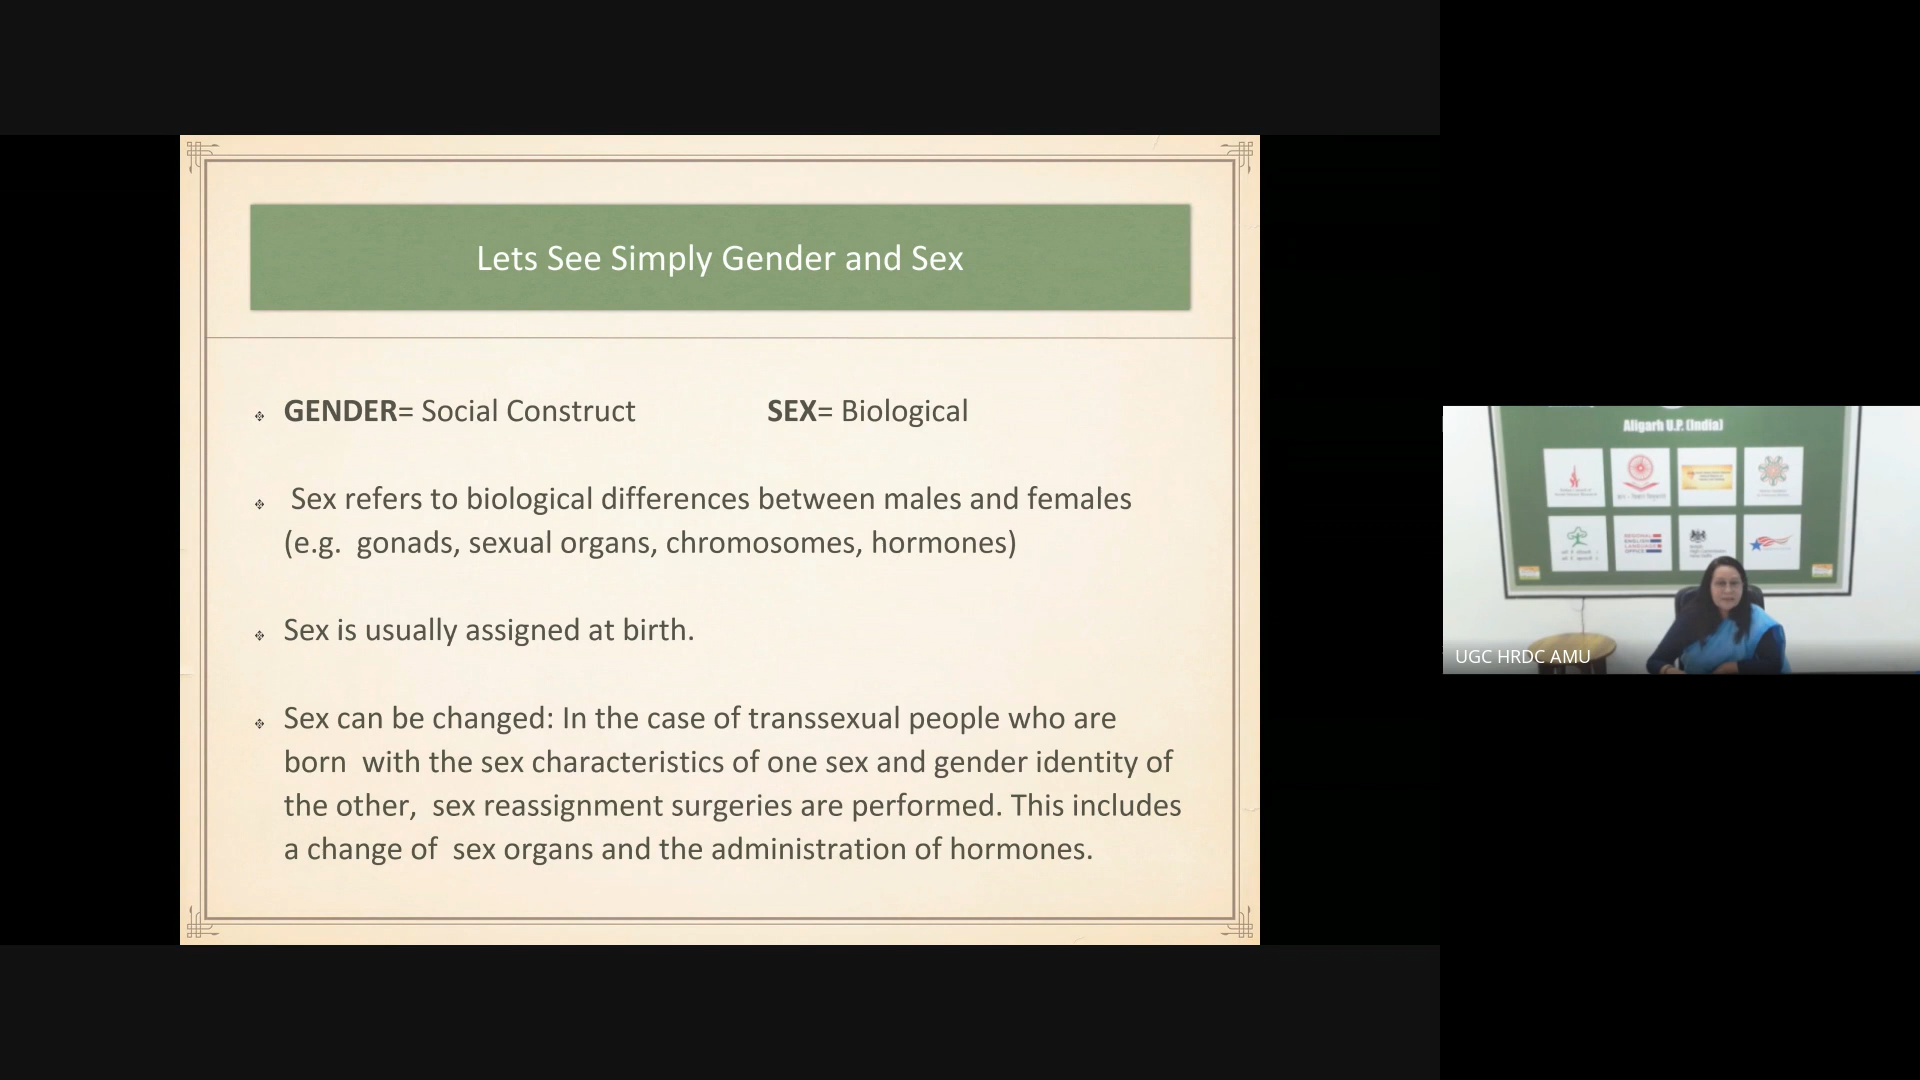 Lets See Simply Gender and Sex
GENDER= Social Construct SEX= Biological
Sex refers to biological differences between males and females
(e.g. gonads, sexual organs, chromosomes, hormones)
Sex is usually assigned at birth.
Sex can be changed: In the case of transsexual people who are
born with the sex characteristics of one sex and gender identity of
the other, sex reassignment surgeries are performed. This includes
a change of sex organs and the administration of hormones.
Aligarh U.P. (India)
REGIONAL
ENGLISH
LANGUAGE
OFFICE
UGC HRDC AMU